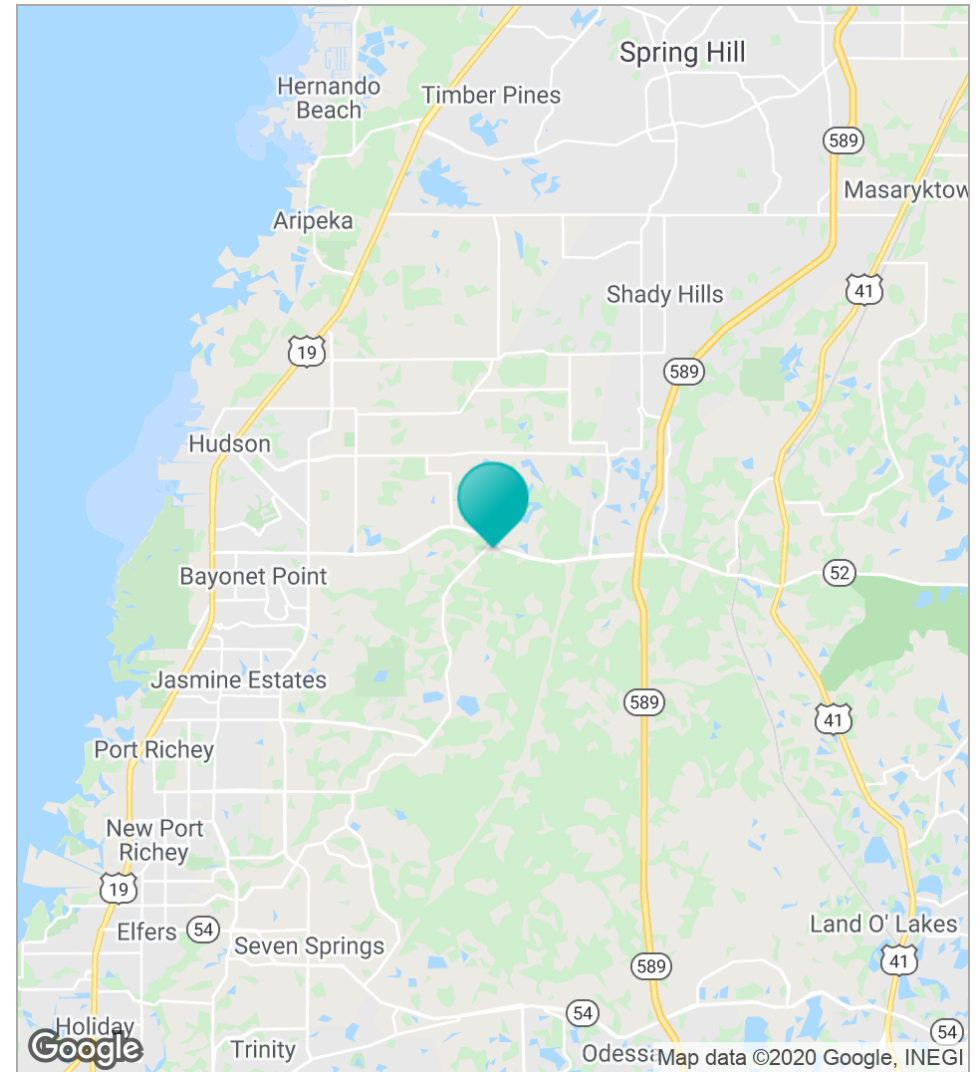 Spring Hill
Hernando
Beach
Timber Pines
589
Masaryktow
Aripeka
Shady Hills
41
19
589
Hudson
52
Bayonet Point
Jasmine Estates
589
41
Port Richey
New Port
Richey
19
Land O' Lakes
Elfers
54
Seven Springs
41
589
54
Holiday
54
Google
Trinity
Odessa
Map data ©2020 Google, INEGI